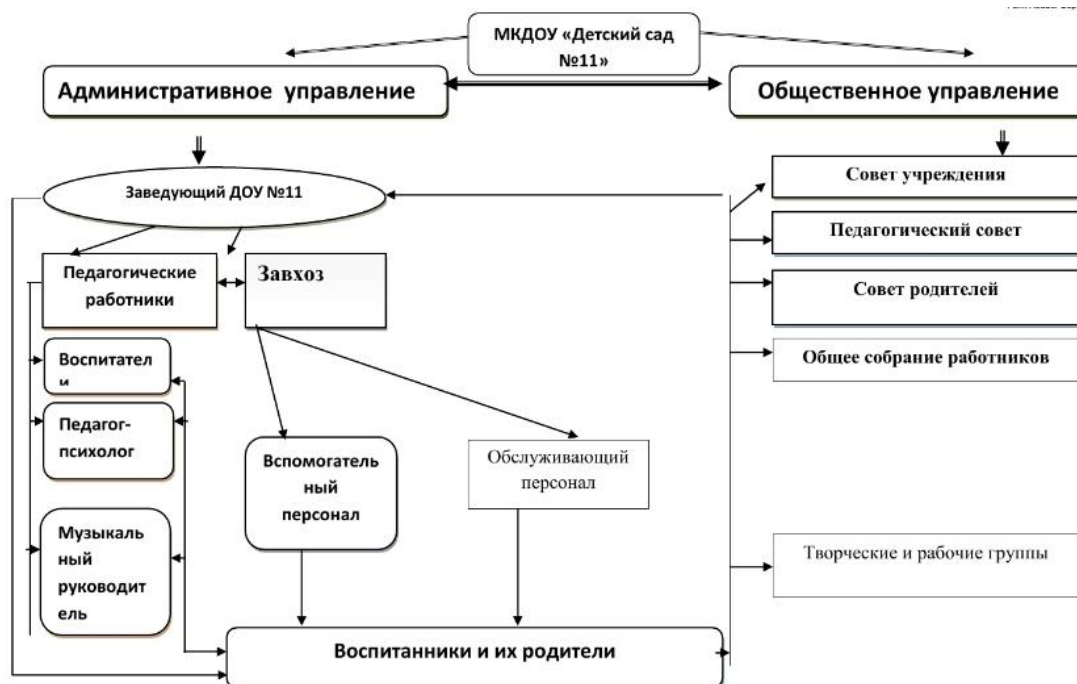 МКДОУ «Детский сад
№11»
Административное управление
Общественное управление
Заведующий ДОУ №11
Совет учреждения
Педагогический совет
Педагогические
работники
Завхоз
Совет родителей
Воспитател
и
Общее собрание работников
Педагог-
психолог
Вспомогатель
ный
персонал
Обслуживающий
персонал
Музыкаль
ный
руководит
ель
Творческие и рабочие группы
Воспитанники и их родители